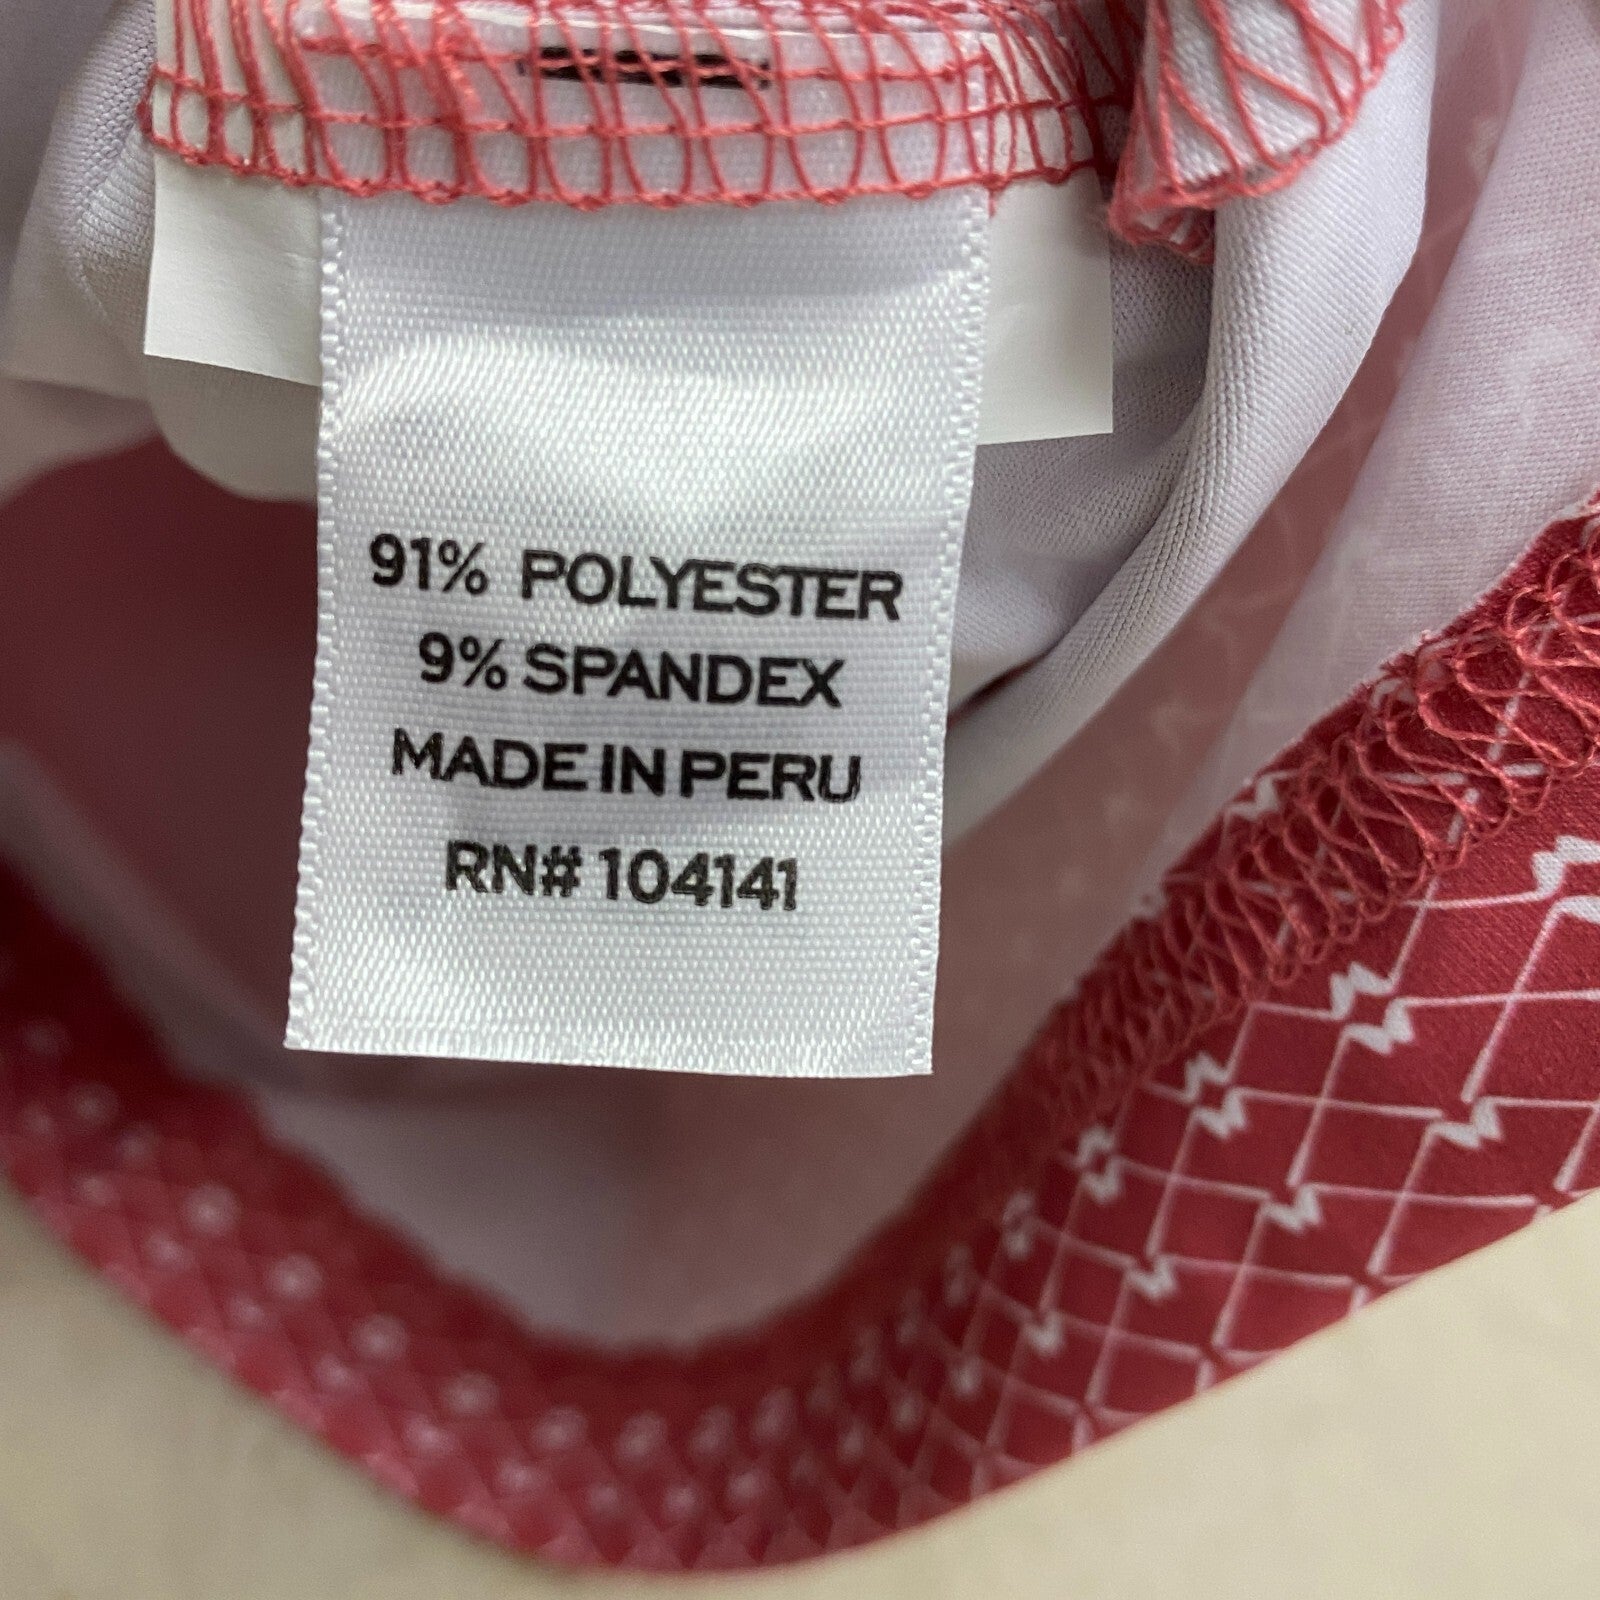 91% POLYESTER
9% SPANDEX
MADE IN PERU
RN# 104141